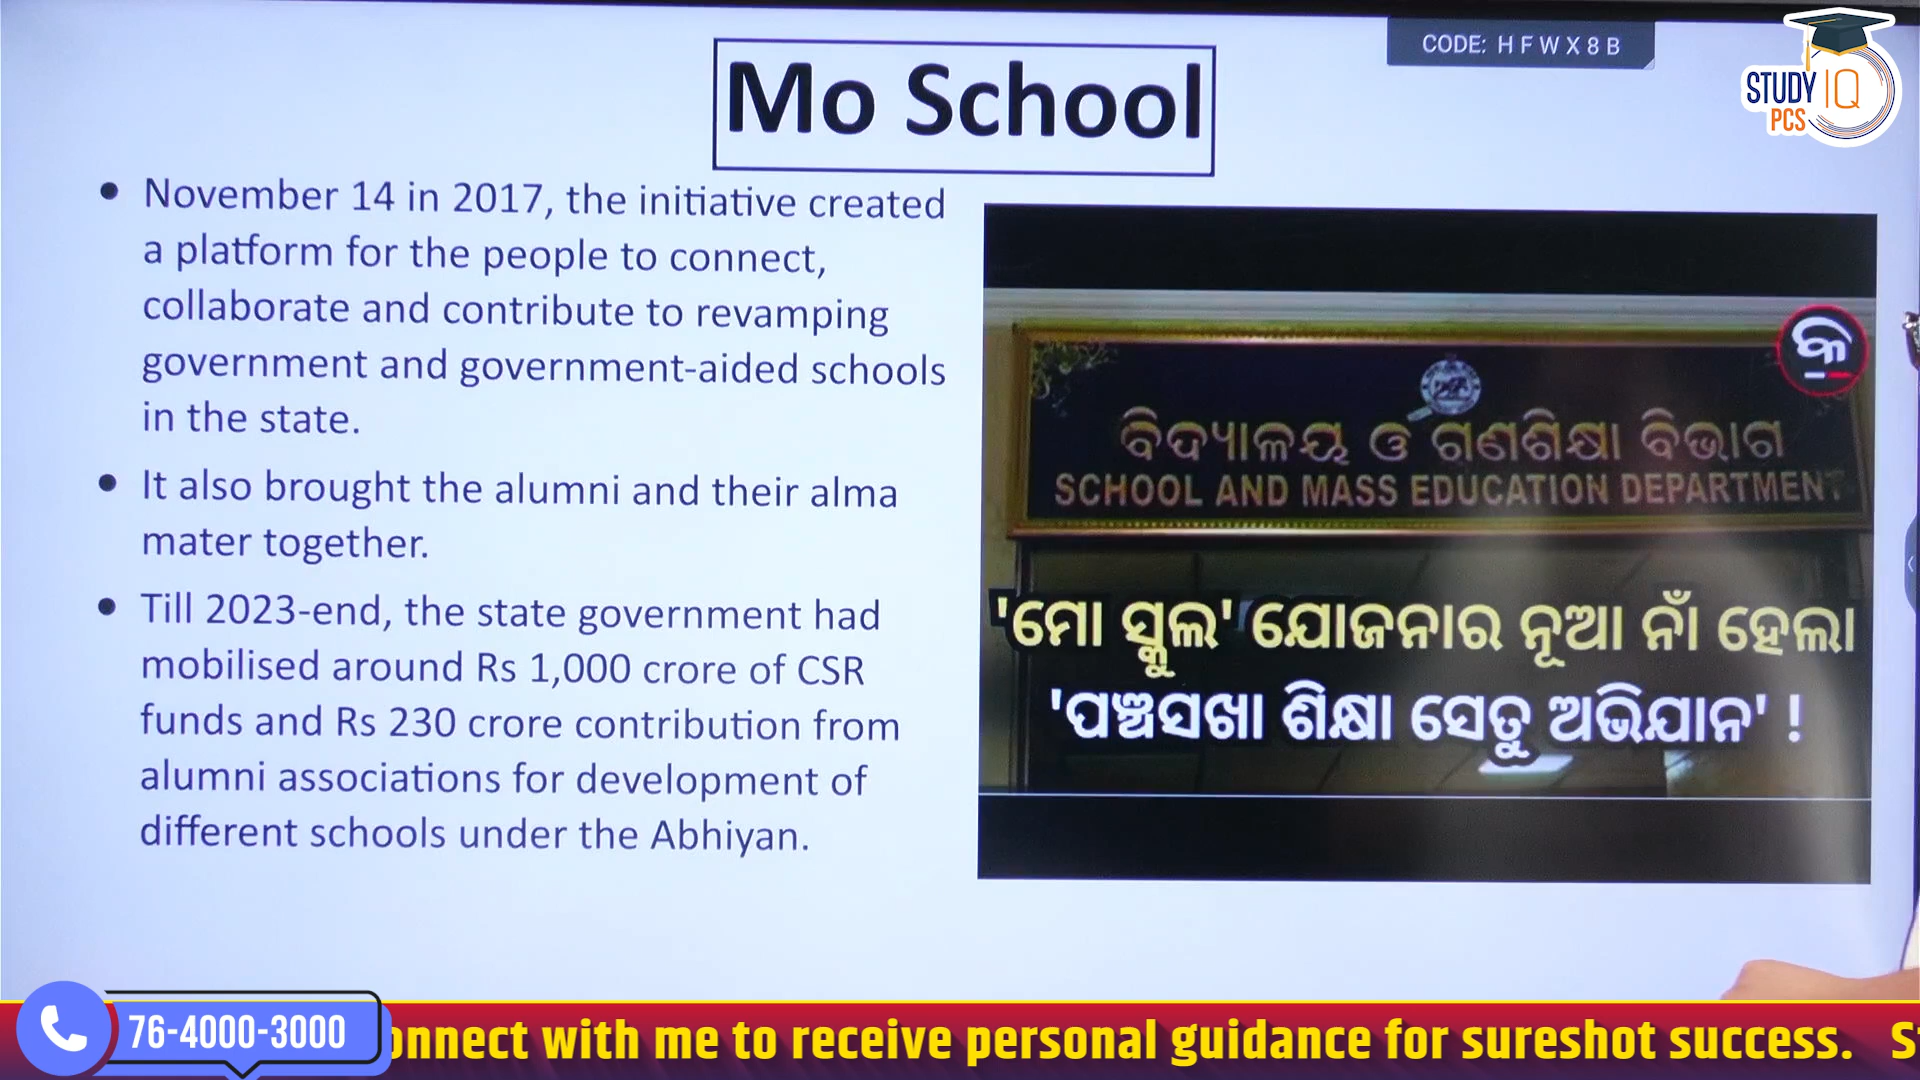 CODE: H F W X 8 B
STUDY IQ
PCS
Mo School
• November 14 in 2017, the initiative created
a platform for the people to connect,
collaborate and contribute to revamping
government and government-aided schools
in the state.
• It also brought the alumni and their alma
mater together.
• Till 2023-end, the state government had
mobilised around Rs 1,000 crore of CSR
funds and Rs 230 crore contribution from
alumni associations for development of
different schools under the Abhiyan.
କ
ବିଦ୍ୟାଳୟ ଓ ଗଣଶିକ୍ଷା ବିଭାଗ
SCHOOL AND MASS EDUCATION DEPARTMENT
'ମୋ ସ୍କୁଲ' ଯୋଜନାର ନୂଆ ନାଁ ହେଲା
'ପଞ୍ଚସଖା ଶିକ୍ଷା ସେତୁ ଅଭିଯାନ' !
76-4000-3000
onnect with me to receive personal guidance for sureshot success. S